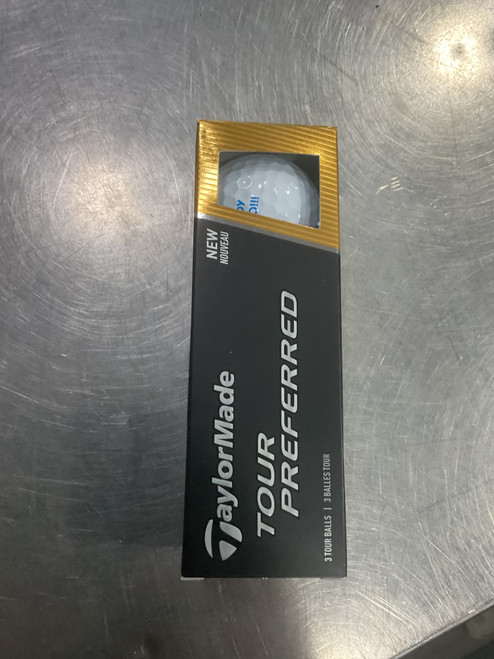 NEW
NOUVEAU
TaylorMade
TOUR
PREFERRED
3 TOUR BALLS | 3 BALLES TOUR